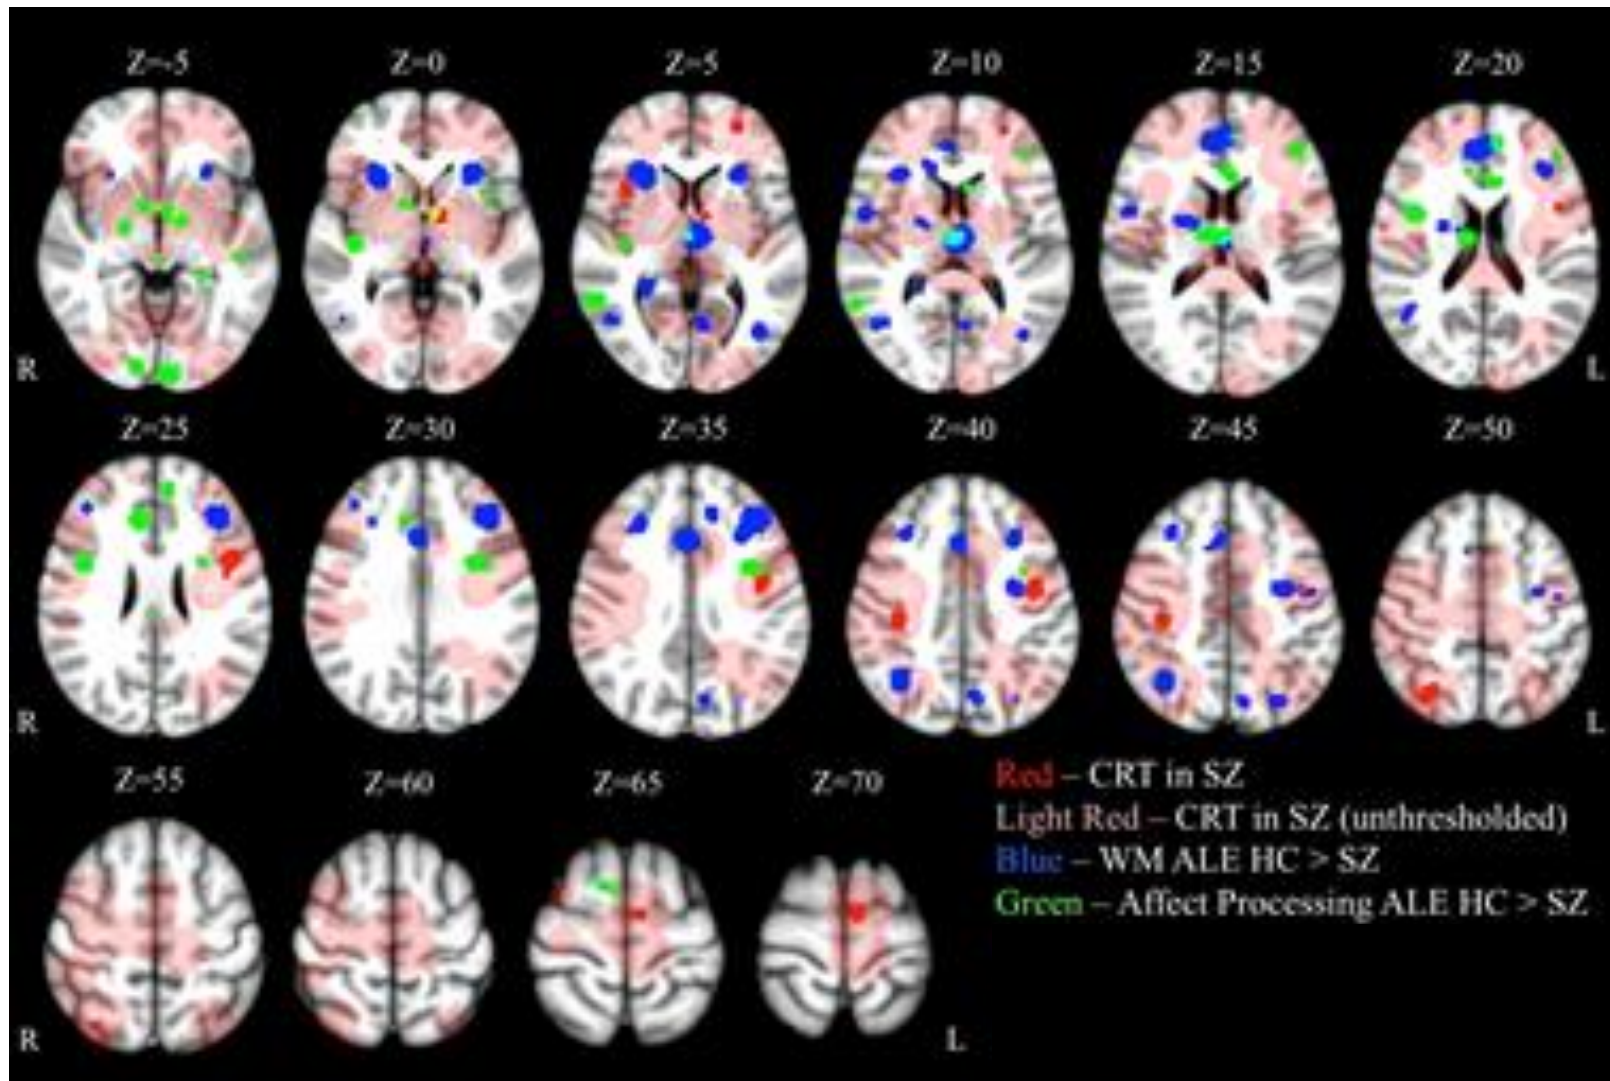 Z=-5 Z=0 Z=5 Z=10 Z=15 Z=20
R L
Z=25 Z=30 Z=35 Z=40 Z=45 Z=50
R L
Z=55 Z=60 Z=65 Z=70
Red – CRT in SZ
Light Red – CRT in SZ (unthresholded)
Blue – WM ALE HC > SZ
Green – Affect Processing ALE HC > SZ
R L